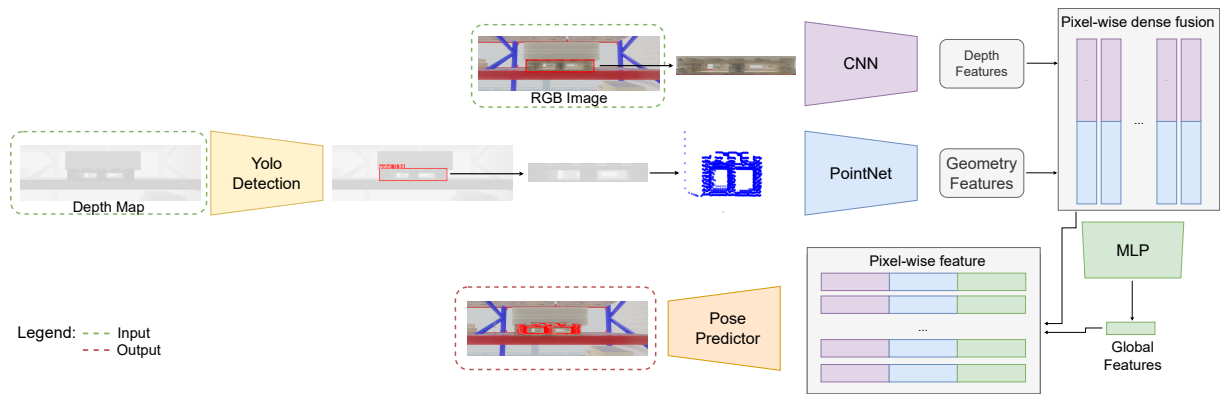 Pixel-wise dense fusion
RGB Image
CNN
Depth
Features
...
Depth Map
Yolo
Detection
PointNet
Geometry
Features
MLP
Pixel-wise feature
...
Global
Features
Pose
Predictor
Legend:
Input
Output